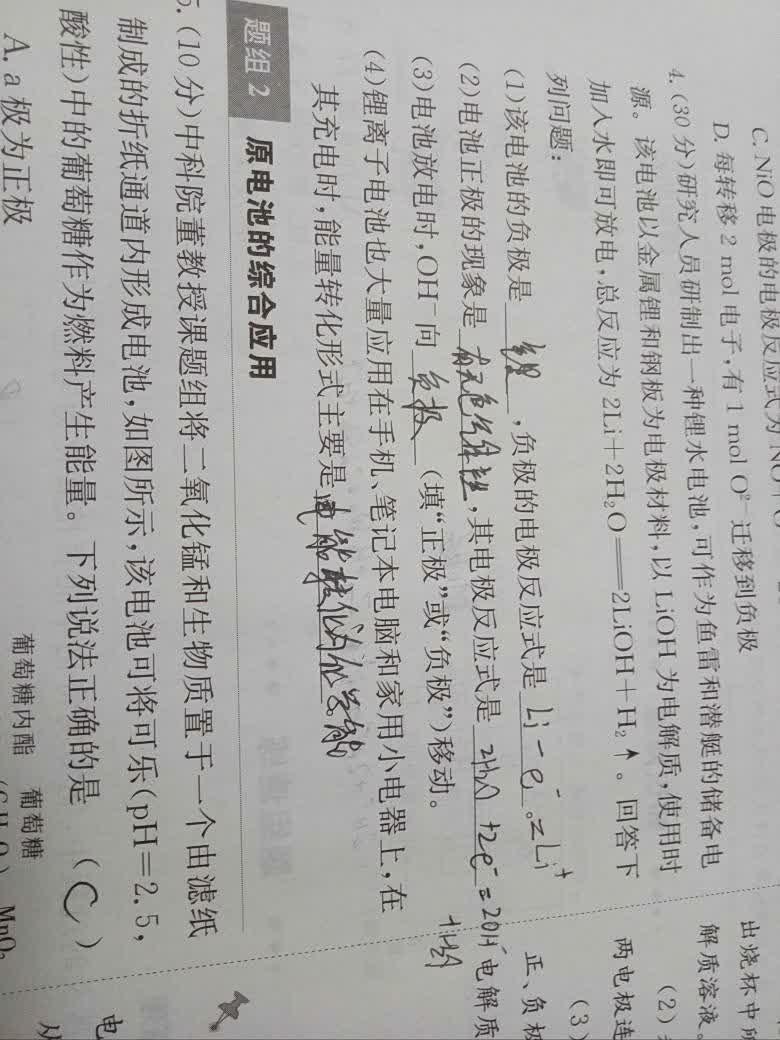 C. NiO 电极的电极反应式为 NO
D. 每转移 2 mol 电子,有 1 mol O²⁻ 迁移到负极
4. (30 分)研究人员研制出一种锂水电池,可作为鱼雷和潜艇的储备电
源。该电池以金属锂和钢板为电极材料,以 LiOH 为电解质,使用时
加入水即可放电,总反应为 2Li+2H₂O══2LiOH+H₂↑。回答下
列问题:
(1)该电池的负极是 锂 ,负极的电极反应式是 Li-e⁻=Li⁺ 。
(2)电池正极的现象是 有无色气体产生 ,其电极反应式是 2H₂O+2e⁻=2OH⁻
+H₂↑
(3)电池放电时,OH⁻向 负极 (填“正极”或“负极”)移动。
(4)锂离子电池也大量应用在手机、笔记本电脑和家用小电器上,在
其充电时,能量转化形式主要是 电能转化为化学能 。
题组 2 原电池的综合应用
5. (10 分)中科院董教授课题组将二氧化锰和生物质置于一个由滤纸
制成的折纸通道内形成电池,如图所示,该电池可将可乐(pH=2.5,
酸性)中的葡萄糖作为燃料产生能量。下列说法正确的是 (C)
A. a 极为正极
葡萄糖内酯 葡萄糖
MnO₂
出烧杯中所
解质溶液。
(2)
两电极连
(3)
正、负极
电解质
电
从